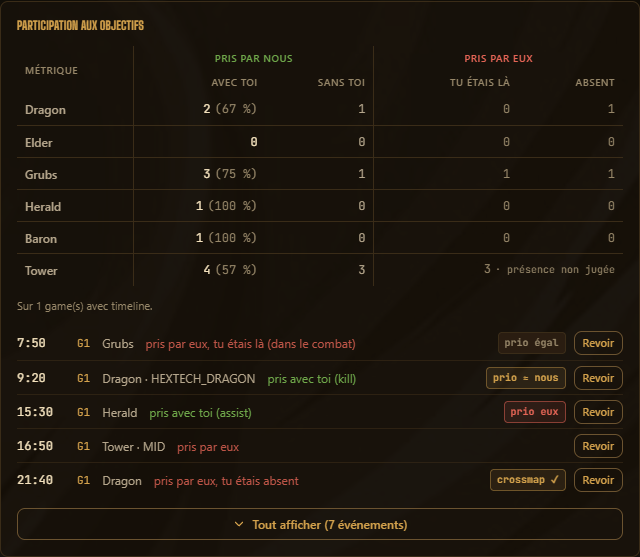 PARTICIPATION AUX OBJECTIFS
MÉTRIQUE PRIS PAR NOUS PRIS PAR EUX
AVEC TOI SANS TOI TU ÉTAIS LÀ ABSENT
Dragon 2 (67 %) 1 0 1
Elder 0 0 0 0
Grubs 3 (75 %) 1 1 1
Herald 1 (100 %) 0 0 0
Baron 1 (100 %) 0 0 0
Tower 4 (57 %) 3 3 · présence non jugée
Sur 1 game(s) avec timeline.
7:50 G1 Grubs pris par eux, tu étais là (dans le combat) prio égal Revoir
9:20 G1 Dragon · HEXTECH_DRAGON pris avec toi (kill) prio = nous Revoir
15:30 G1 Herald pris avec toi (assist) prio eux Revoir
16:50 G1 Tower · MID pris par eux Revoir
21:40 G1 Dragon pris par eux, tu étais absent crossmap ✓ Revoir
Tout afficher (7 événements)